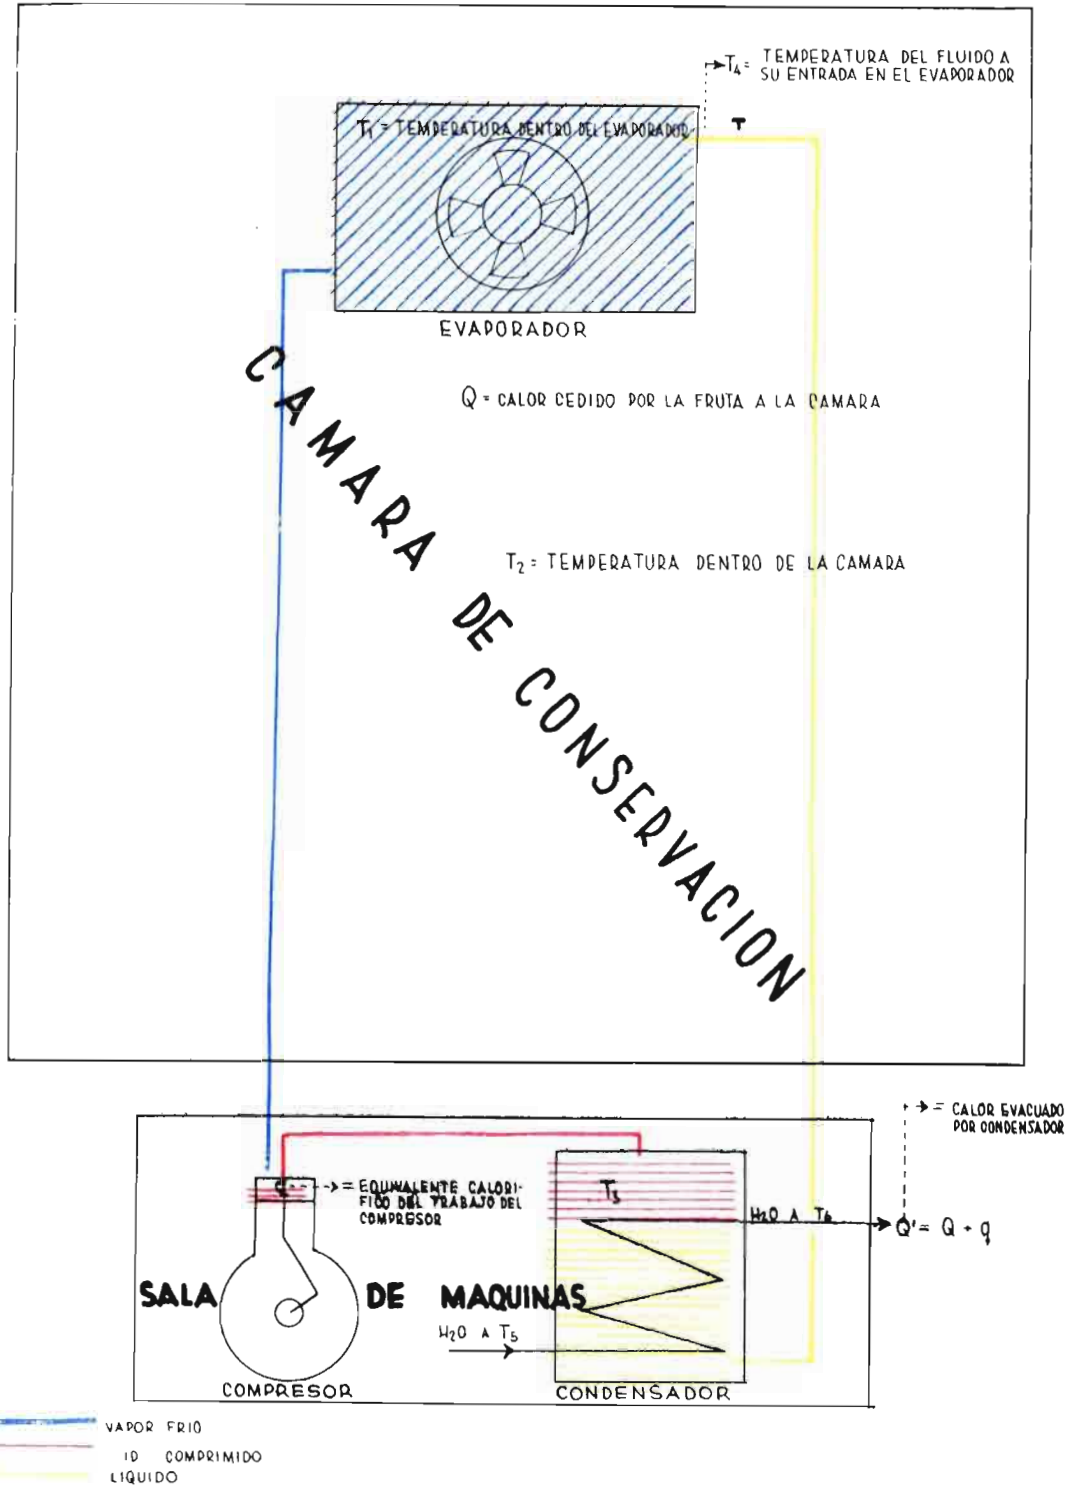 T4 = TEMPERATURA DEL FLUIDO A
SU ENTRADA EN EL EVAPORADOR
T
T1 = TEMPERATURA DENTRO DEL EVAPORADOR
EVAPORADOR
Q = CALOR CEDIDO POR LA FRUTA A LA CAMARA
T2 = TEMPERATURA DENTRO DE LA CAMARA
CAMARA DE CONSERVACION
= CALOR EVACUADO
POR CONDENSADOR
= EQUIVALENTE CALORI-
FICO DEL TRABAJO DEL
COMPRESOR
T3
H2O A T6
Q' = Q + q
SALA DE MAQUINAS
H2O A T5
COMPRESOR
CONDENSADOR
VAPOR FRIO
ID COMPRIMIDO
LIQUIDO